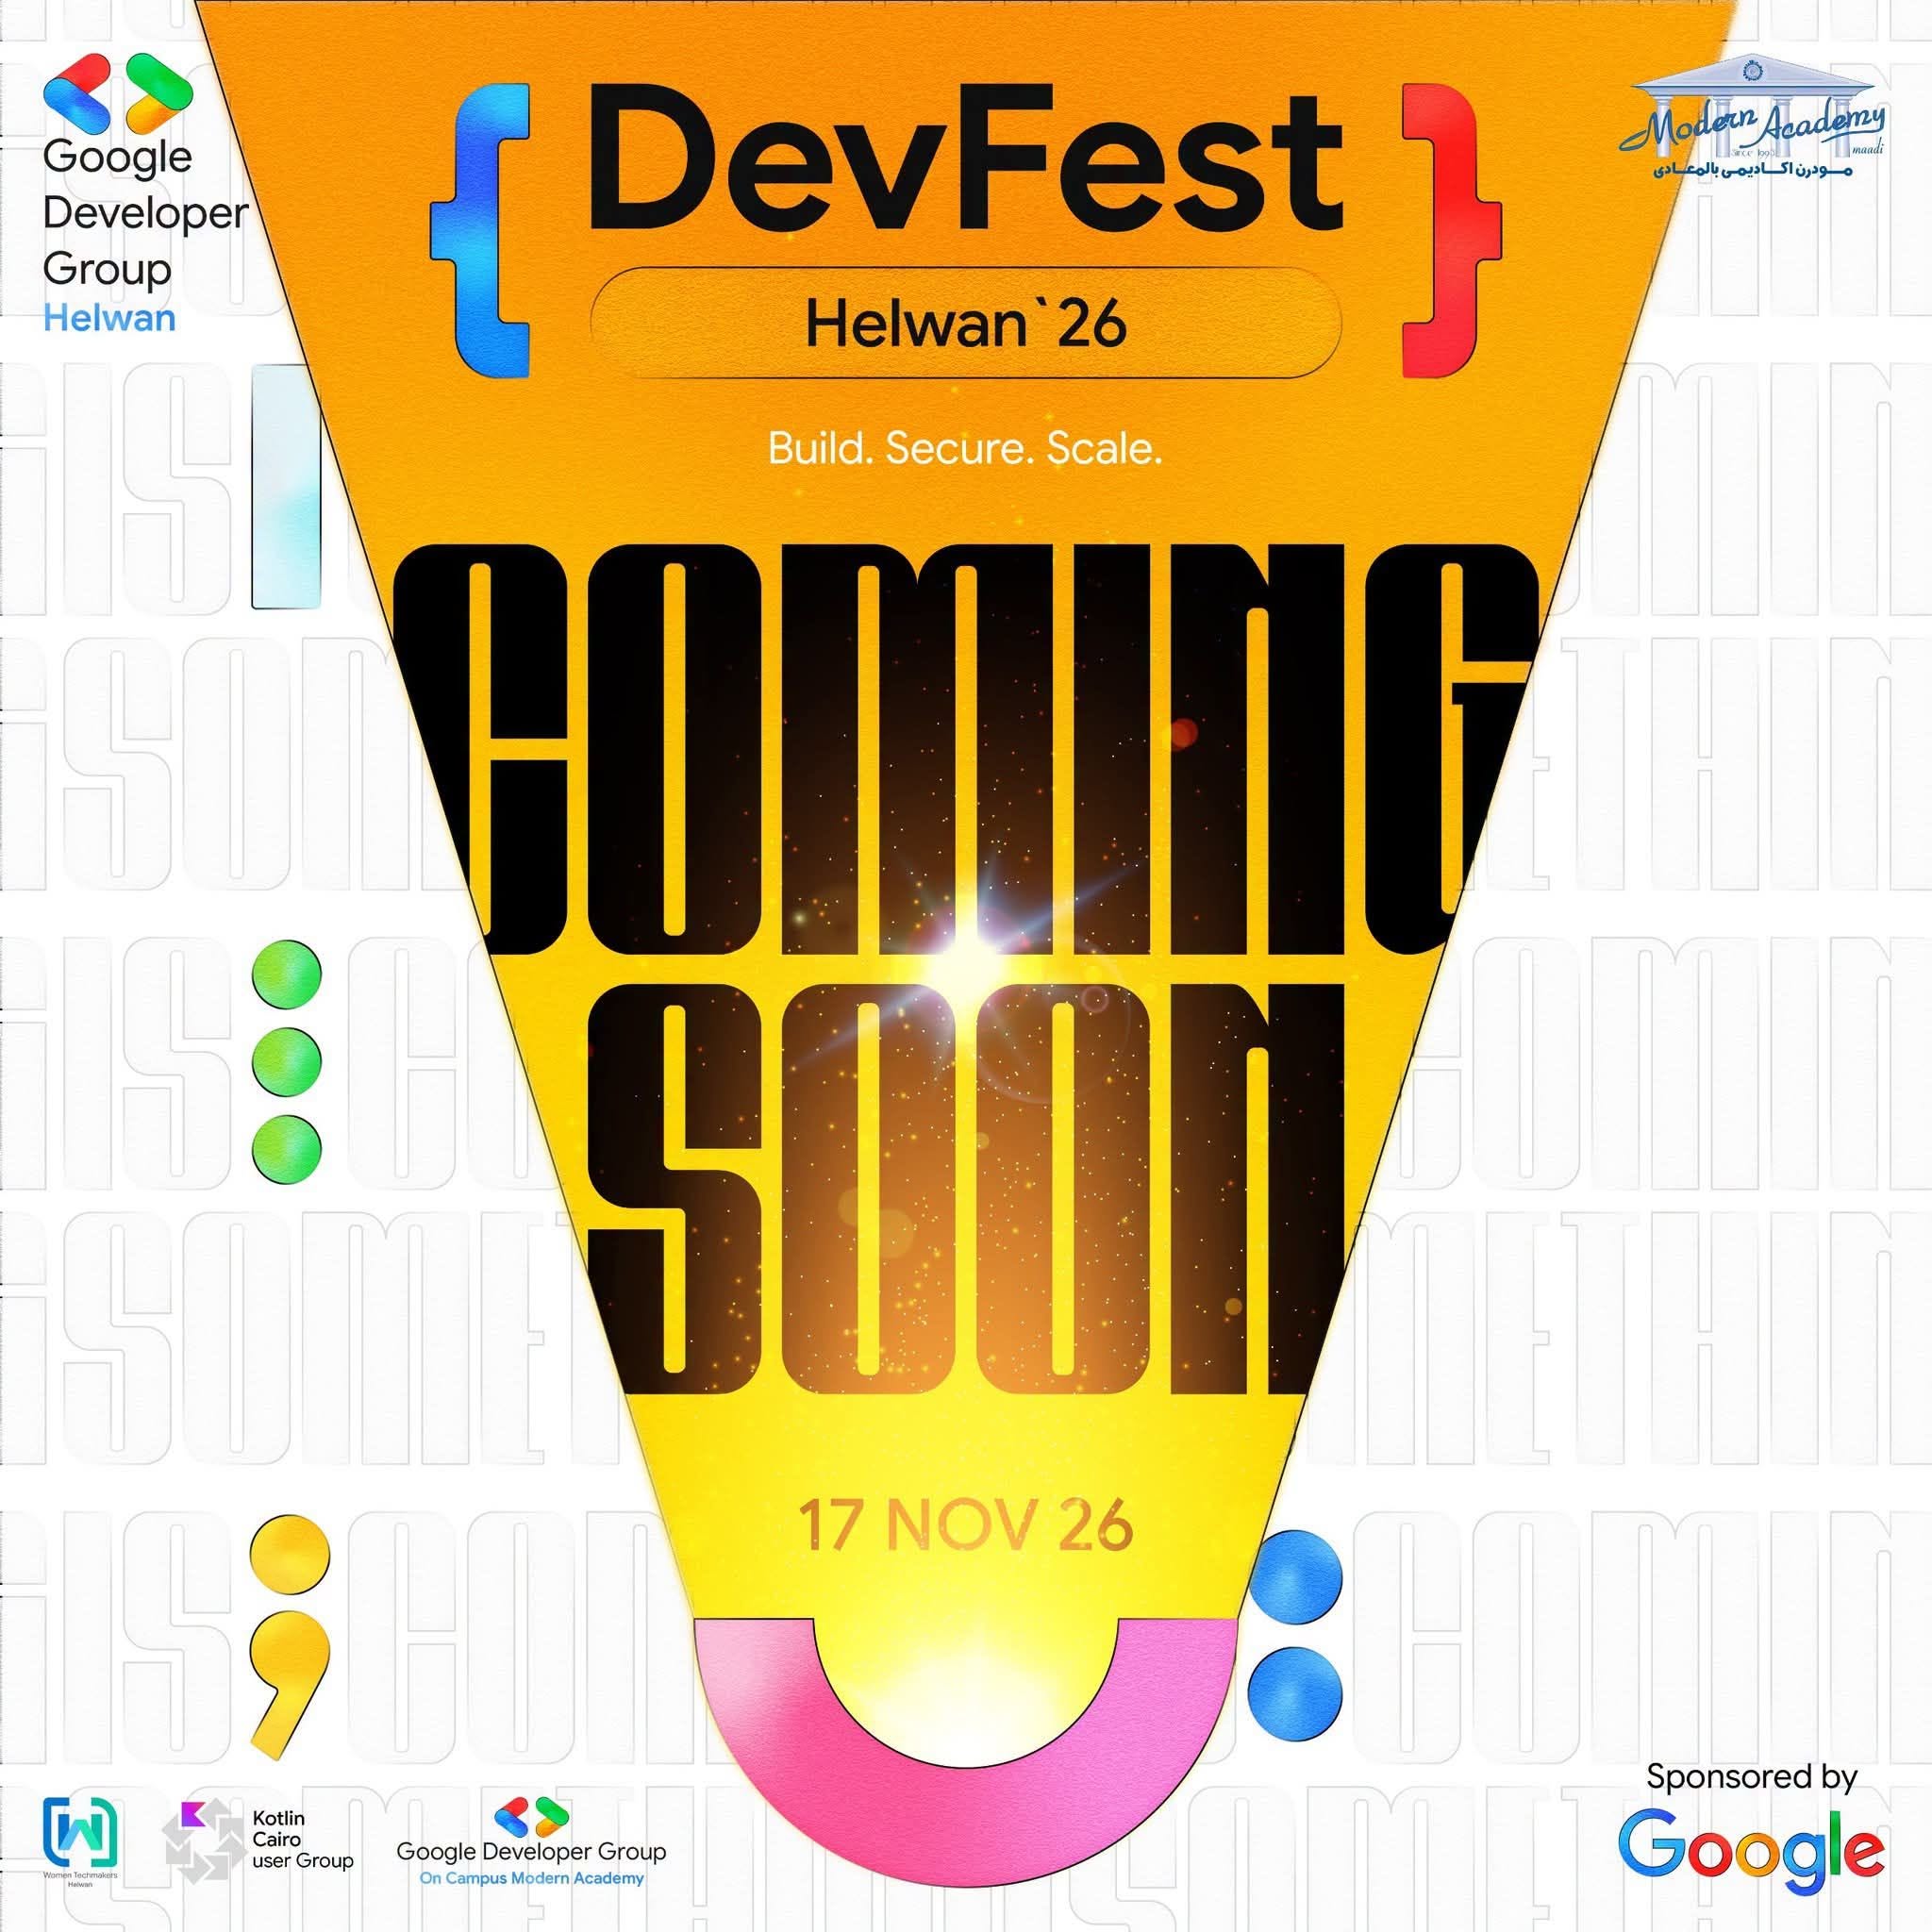 Google
Developer
Group
Helwan
DevFest
Helwan`26
Modern Academy
maadi
Since 1993
مودرن اكاديمى بالمعادى
Build. Secure. Scale.
COMING
SOON
17 NOV 26
Women Techmakers
Helwan
Kotlin
Cairo
user Group
Google Developer Group
On Campus Modern Academy
Sponsored by
Google